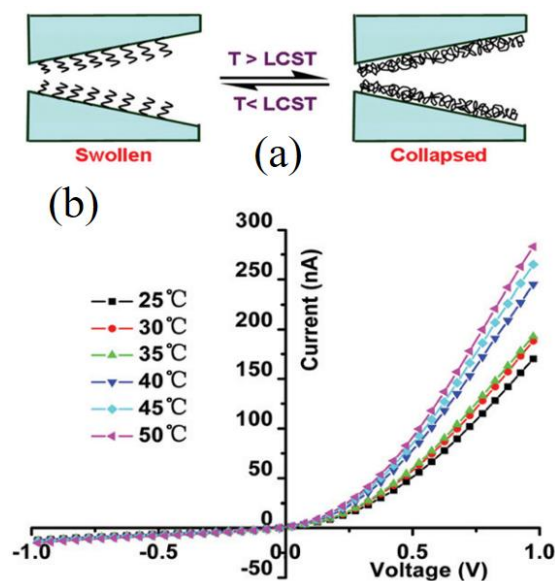 T > LCST
T< LCST
Swollen
(a)
Collapsed
(b)
300
250
200
150
100
50
0
-50
Current (nA)
25℃
30℃
35℃
40℃
45℃
50℃
-1.0
-0.5
0.0
0.5
1.0
Voltage (V)